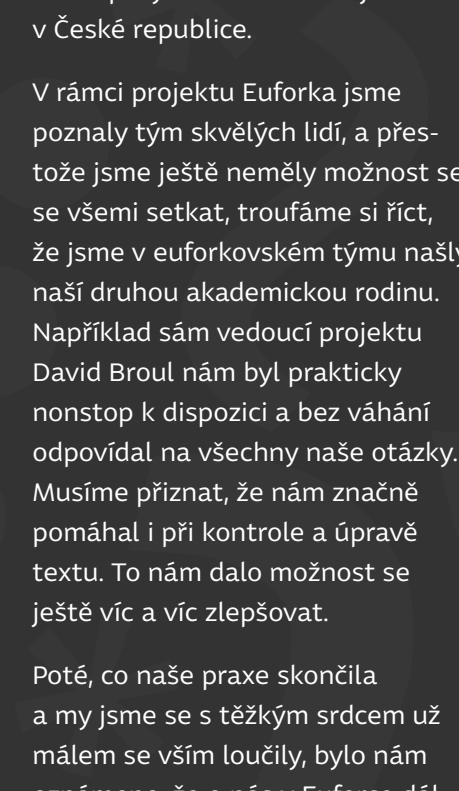 v České republice.
V rámci projektu Euforka jsme
poznaly tým skvělých lidí, a přes-
tože jsme ještě neměly možnost se
se všemi setkat, troufáme si říct,
že jsme v euforkovském týmu našly
naší druhou akademickou rodinu.
Například sám vedoucí projektu
David Broul nám byl prakticky
nonstop k dispozici a bez váhání
odpovídal na všechny naše otázky.
Musíme přiznat, že nám značně
pomáhal i při kontrole a úpravě
textu. To nám dalo možnost se
ještě víc a víc zlepšovat.
Poté, co naše praxe skončila
a my jsme se s těžkým srdcem už
málem se vším loučily, bylo nám